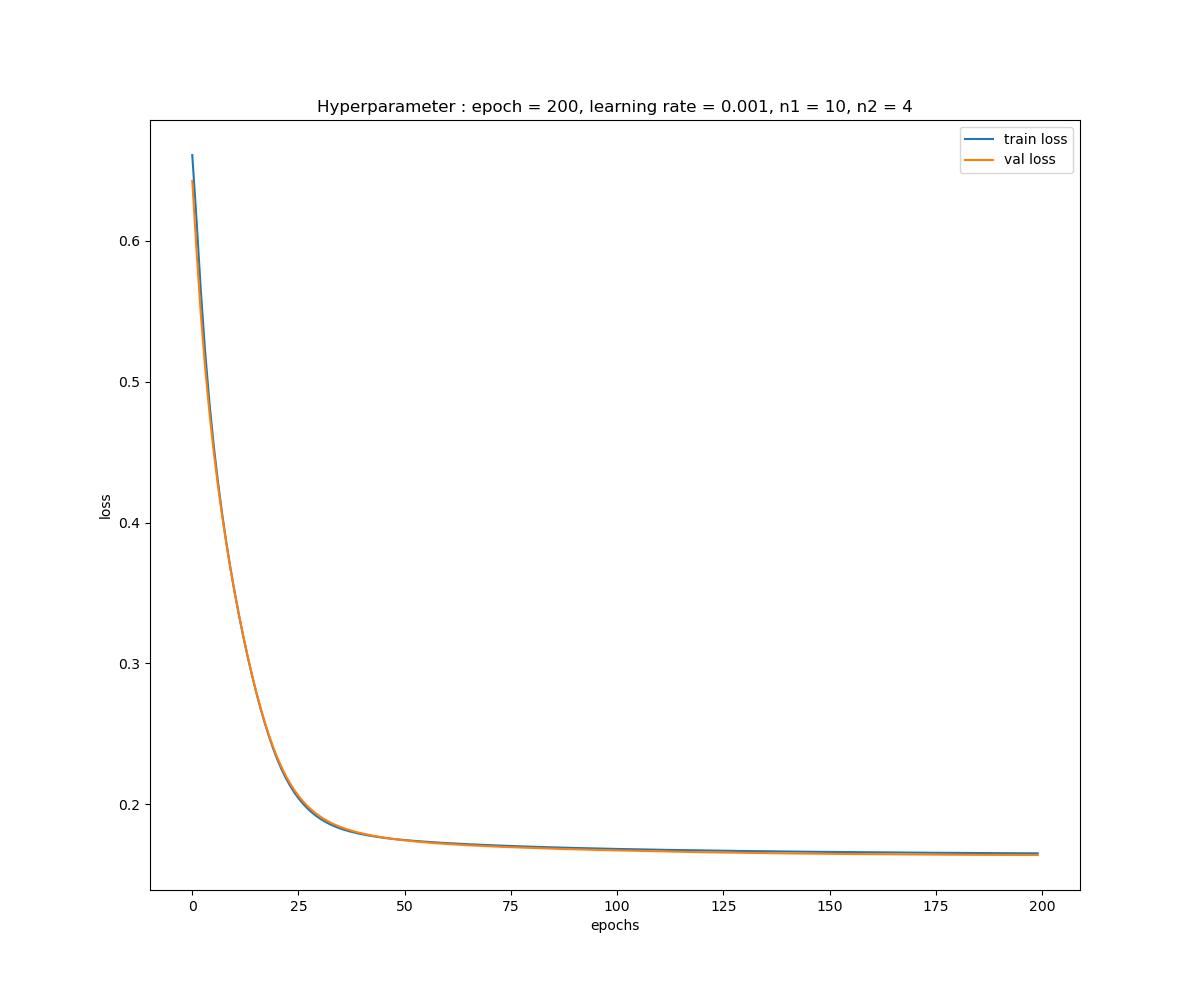 Hyperparameter : epoch = 200, learning rate = 0.001, n1 = 10, n2 = 4
train loss
val loss
0.6
0.5
0.4
0.3
0.2
loss
0 25 50 75 100 125 150 175 200
epochs